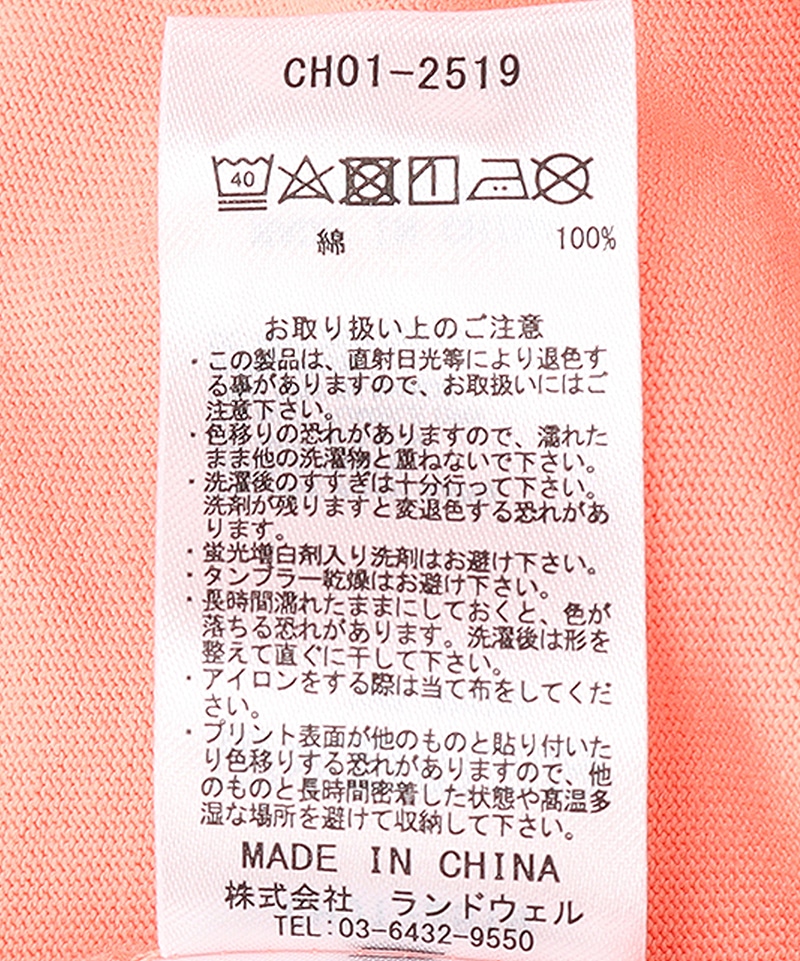 CH01-2519
40
綿 100%
お取り扱い上のご注意
・この製品は、直射日光等により退色す
る事がありますので、お取扱いにはご
注意下さい。
・色移りの恐れがありますので、濡れた
まま他の洗濯物と重ねないで下さい。
・洗濯後のすすぎは十分行って下さい。
洗剤が残りますと変退色する恐れがあ
ります。
・蛍光増白剤入り洗剤はお避け下さい。
・タンブラー乾燥はお避け下さい。
・長時間濡れたままにしておくと、色が
落ちる恐れがあります。洗濯後は形を
整えて直ぐに干して下さい。
・アイロンをする際は当て布をしてくだ
さい。
・プリント表面が他のものと貼り付いた
り色移りする恐れがありますので、他
のものと長時間密着した状態や高温多
湿な場所を避けて収納して下さい。
MADE IN CHINA
株式会社 ランドウェル
TEL:03-6432-9550